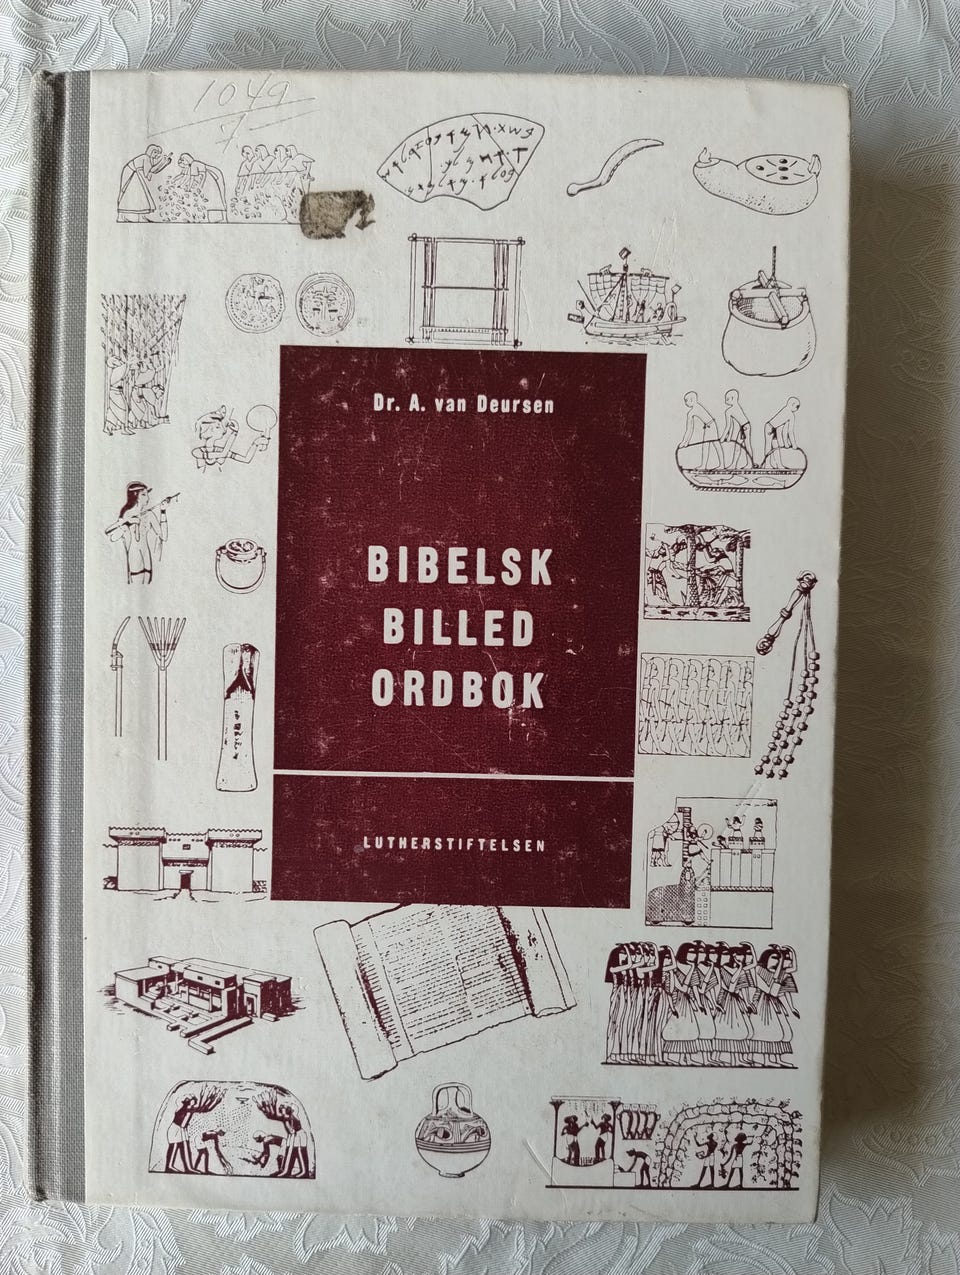 1049
7
Dr. A. van Deursen
BIBELSK
BILLED
ORDBOK
LUTHERSTIFTELSEN